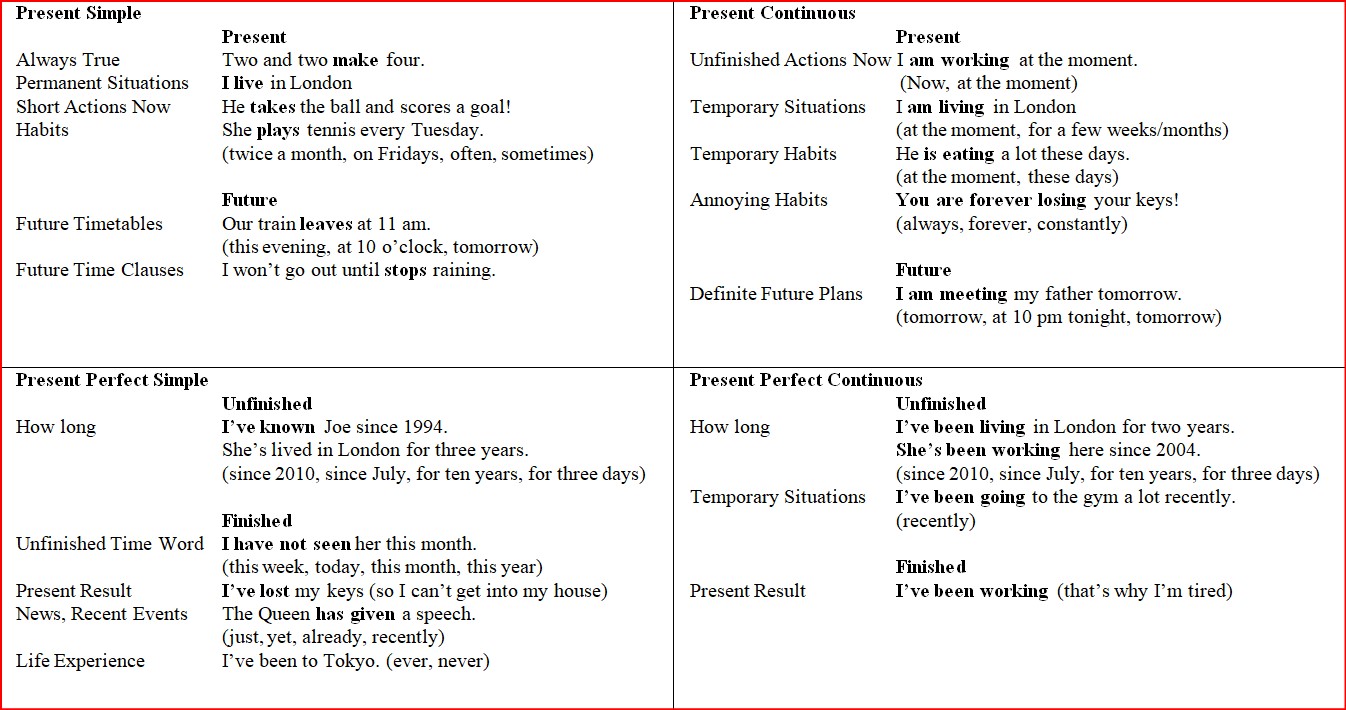 Present Simple
Present
Always True Two and two make four.
Permanent Situations I live in London
Short Actions Now He takes the ball and scores a goal!
Habits She plays tennis every Tuesday.
(twice a month, on Fridays, often, sometimes)
Future
Future Timetables Our train leaves at 11 am.
(this evening, at 10 o’clock, tomorrow)
Future Time Clauses I won’t go out until stops raining.
Present Continuous
Present
Unfinished Actions Now I am working at the moment.
(Now, at the moment)
Temporary Situations I am living in London
(at the moment, for a few weeks/months)
Temporary Habits He is eating a lot these days.
(at the moment, these days)
Annoying Habits You are forever losing your keys!
(always, forever, constantly)
Future
Definite Future Plans I am meeting my father tomorrow.
(tomorrow, at 10 pm tonight, tomorrow)
Present Perfect Simple
Unfinished
How long I’ve known Joe since 1994.
She’s lived in London for three years.
(since 2010, since July, for ten years, for three days)
Finished
Unfinished Time Word I have not seen her this month.
(this week, today, this month, this year)
Present Result I’ve lost my keys (so I can’t get into my house)
News, Recent Events The Queen has given a speech.
(just, yet, already, recently)
Life Experience I’ve been to Tokyo. (ever, never)
Present Perfect Continuous
Unfinished
How long I’ve been living in London for two years.
She’s been working here since 2004.
(since 2010, since July, for ten years, for three days)
Temporary Situations I’ve been going to the gym a lot recently.
(recently)
Finished
Present Result I’ve been working (that’s why I’m tired)